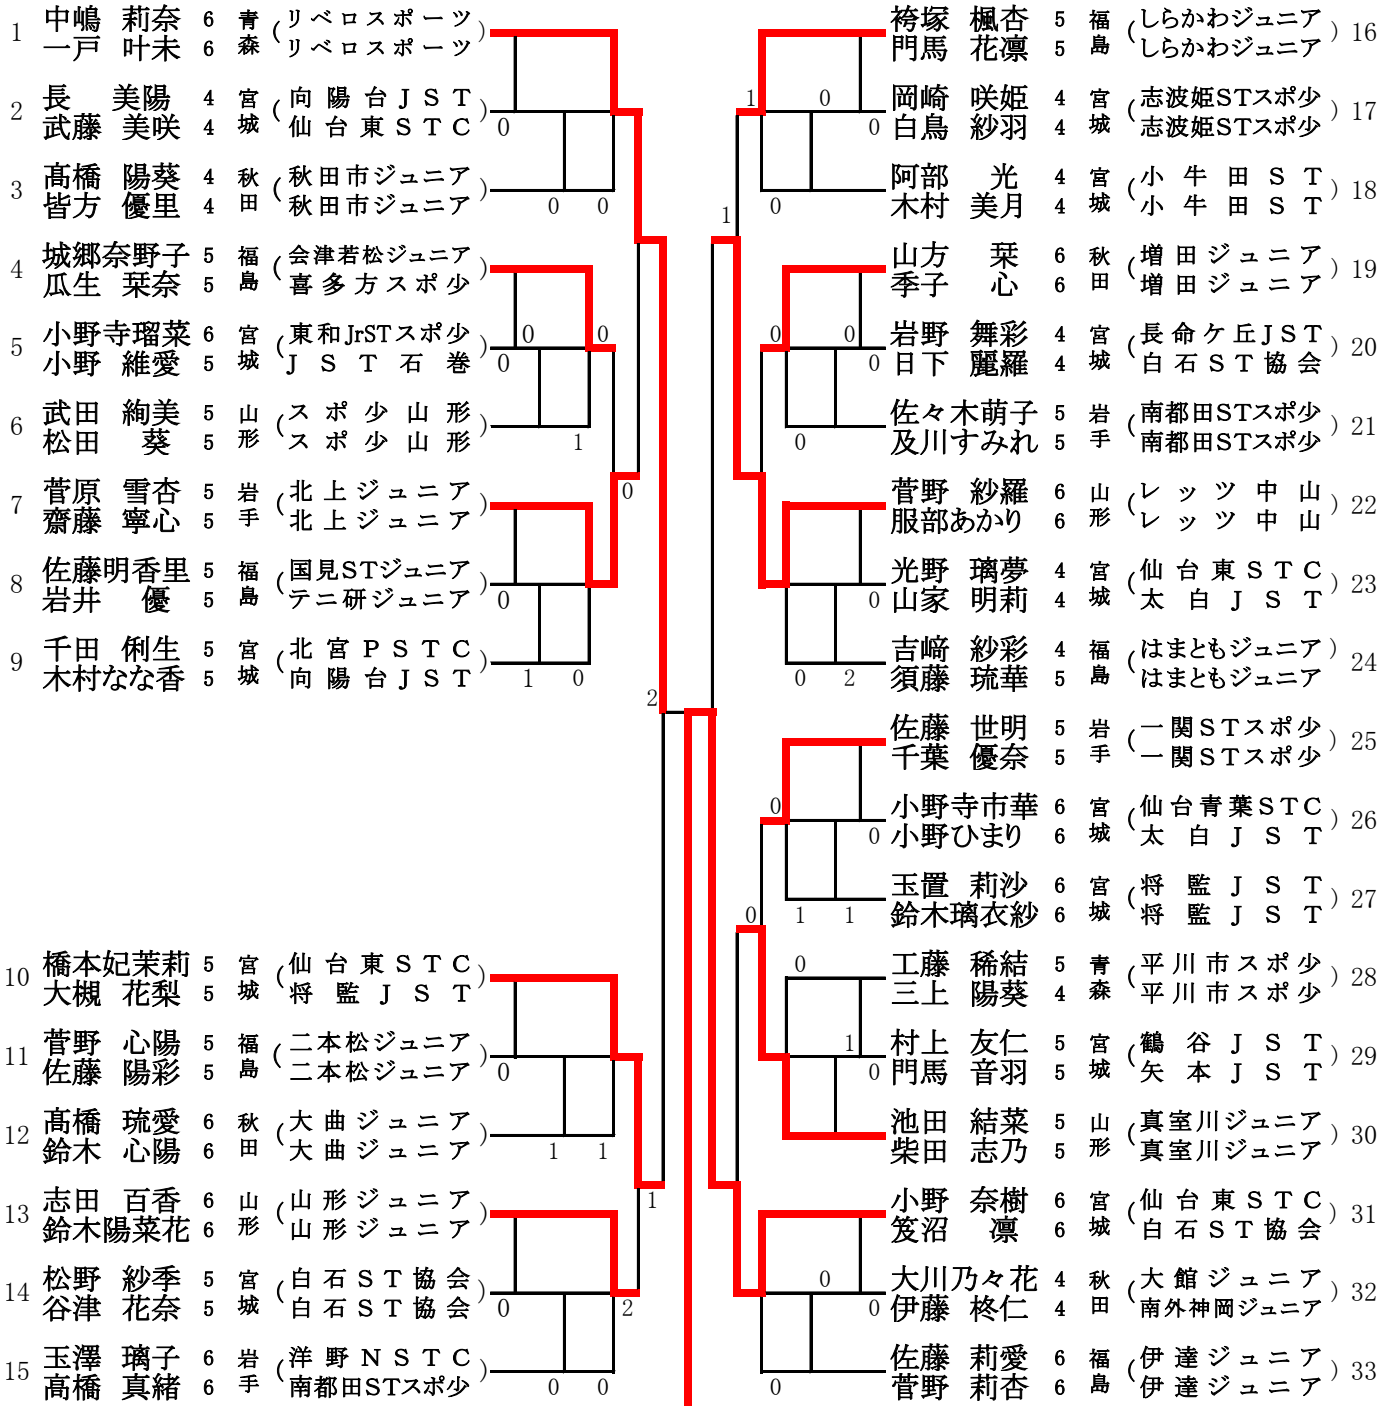 1 中嶋 莉奈 6 青 (リベロスポーツ)
一戸 叶未 6 森 リベロスポーツ
2 長 美陽 4 宮 (向陽台JST)
武藤 美咲 4 城 仙台東STC
0
3 髙橋 陽葵 4 秋 (秋田市ジュニア)
皆方 優里 4 田 秋田市ジュニア
0 0
4 城郷奈野子 5 福 (会津若松ジュニア)
瓜生 栞奈 5 島 喜多方スポ少
5 小野寺瑠菜 6 宮 (東和JrSTスポ少) 0 0
小野 維愛 5 城 JST石巻
0
6 武田 絢美 5 山 (スポ少山形)
松田 葵 5 形 スポ少山形
1
7 菅原 雪杏 5 岩 (北上ジュニア) 0
齋藤 寧心 5 手 北上ジュニア
8 佐藤明香里 5 福 (国見STジュニア)
岩井 優 5 島 テニ研ジュニア
0
9 千田 俐生 5 宮 (北宮PSTC)
木村なな香 5 城 向陽台JST
1 0
2
10 橋本妃茉莉 5 宮 (仙台東STC)
大槻 花梨 5 城 将監JST
11 菅野 心陽 5 福 (二本松ジュニア)
佐藤 陽彩 5 島 二本松ジュニア
0
12 髙橋 琉愛 6 秋 (大曲ジュニア)
鈴木 心陽 6 田 大曲ジュニア
1 1
13 志田 百香 6 山 (山形ジュニア) 1
鈴木陽菜花 6 形 山形ジュニア
14 松野 紗季 5 宮 (白石ST協会)
谷津 花奈 5 城 白石ST協会
0 2
15 玉澤 璃子 6 岩 (洋野NSTC)
高橋 真緒 6 手 南都田STスポ少
0 0
袴塚 楓杏 5 福 (しらかわジュニア) 16
門馬 花凛 5 島 しらかわジュニア
1 0 岡崎 咲姫 4 宮 (志波姫STスポ少) 17
0 白鳥 紗羽 4 城 志波姫STスポ少
阿部 光 4 宮 (小牛田ST) 18
1 0 木村 美月 4 城 小牛田ST
山方 栞 6 秋 (増田ジュニア) 19
季子 心 6 田 増田ジュニア
0 0 岩野 舞彩 4 宮 (長命ケ丘JST) 20
0 日下 麗羅 4 城 白石ST協会
佐々木萌子 5 岩 (南都田STスポ少) 21
0 及川すみれ 5 手 南都田STスポ少
菅野 紗羅 6 山 (レッツ中山) 22
服部あかり 6 形 レッツ中山
光野 璃夢 4 宮 (仙台東STC) 23
0 山家 明莉 4 城 太白JST
吉﨑 紗彩 4 福 (はまともジュニア) 24
0 2 須藤 琉華 5 島 はまともジュニア
佐藤 世明 5 岩 (一関STスポ少) 25
千葉 優奈 5 手 一関STスポ少
0 小野寺市華 6 宮 (仙台青葉STC) 26
0 小野ひまり 6 城 太白JST
玉置 莉沙 6 宮 (将監JST) 27
0 1 1 鈴木璃衣紗 6 城 将監JST
0 工藤 稀結 5 青 (平川市スポ少) 28
三上 陽葵 4 森 平川市スポ少
1 村上 友仁 5 宮 (鶴谷JST) 29
0 門馬 音羽 5 城 矢本JST
池田 結菜 5 山 (真室川ジュニア) 30
柴田 志乃 5 形 真室川ジュニア
小野 奈樹 6 宮 (仙台東STC) 31
笈沼 凛 6 城 白石ST協会
0 大川乃々花 4 秋 (大館ジュニア) 32
0 伊藤 柊仁 4 田 南外神岡ジュニア
佐藤 莉愛 6 福 (伊達ジュニア) 33
0 菅野 莉杏 6 島 伊達ジュニア